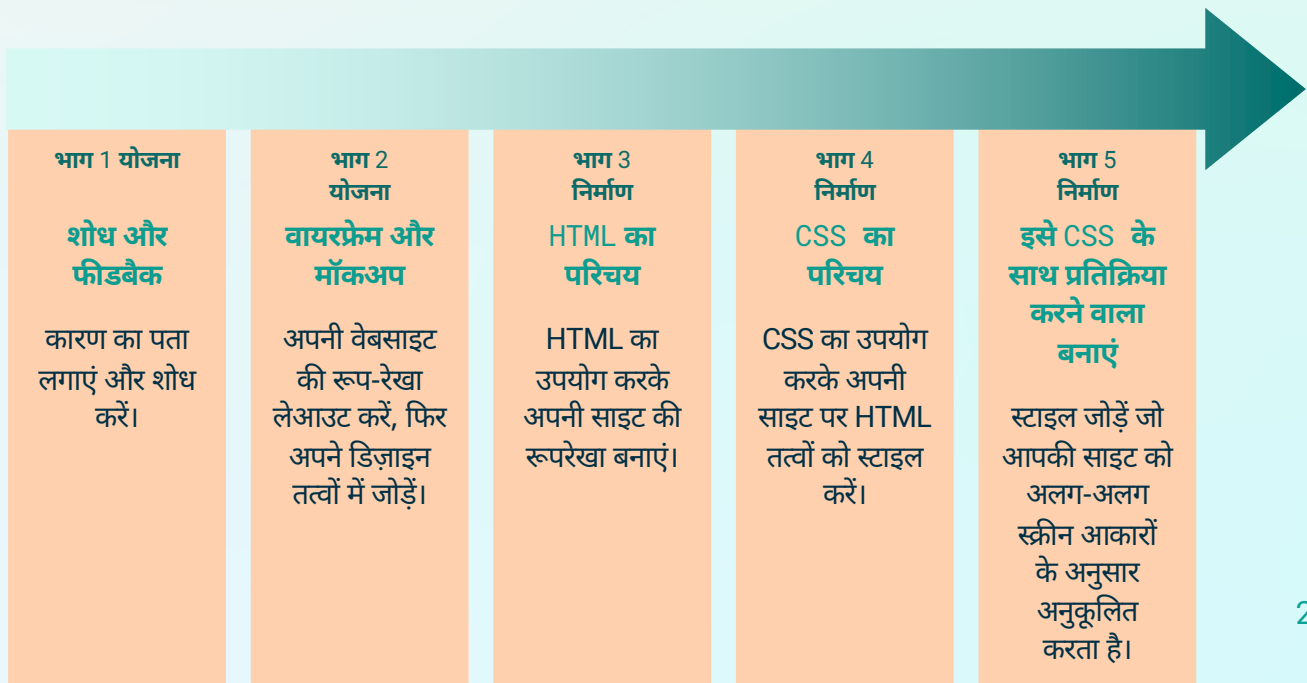 भाग 1 योजना
शोध और
फीडबैक
कारण का पता
लगाएं और शोध
करें।
भाग 2
योजना
वायरफ्रेम और
मॉकअप
अपनी वेबसाइट
की रूप-रेखा
लेआउट करें, फिर
अपने डिज़ाइन
तत्वों में जोड़ें।
भाग 3
निर्माण
HTML का
परिचय
HTML का
उपयोग करके
अपनी साइट की
रूपरेखा बनाएं।
भाग 4
निर्माण
CSS का
परिचय
CSS का उपयोग
करके अपनी
साइट पर HTML
तत्वों को स्टाइल
करें।
भाग 5
निर्माण
इसे CSS के
साथ प्रतिक्रिया
करने वाला
बनाएं
स्टाइल जोड़ें जो
आपकी साइट को
अलग-अलग
स्क्रीन आकारों
के अनुसार
अनुकूलित
करता है।
2